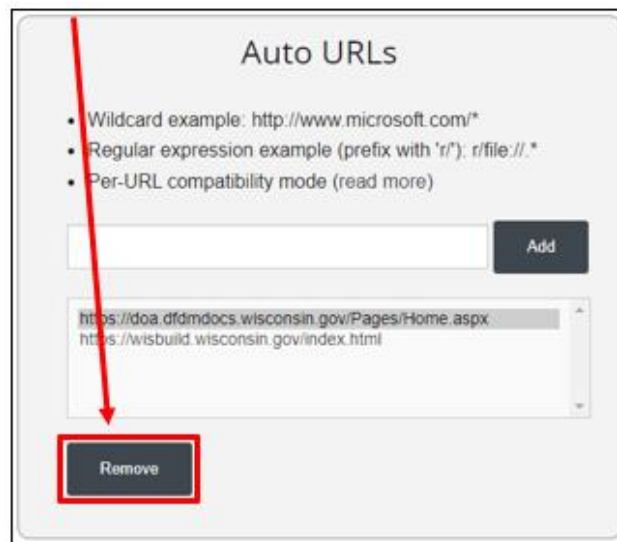 Auto URLs
• Wildcard example: http://www.microsoft.com/*
• Regular expression example (prefix with 'r/'): r/file://.*
• Per-URL compatibility mode (read more)
Add
https://doa.dfdmdocs.wisconsin.gov/Pages/Home.aspx
https://wisbuild.wisconsin.gov/index.html
Remove